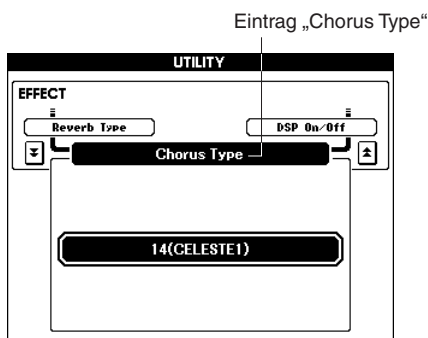 Eintrag „Chorus Type“
UTILITY
EFFECT
Reverb Type
DSP On/Off
Chorus Type
14(CELESTE1)